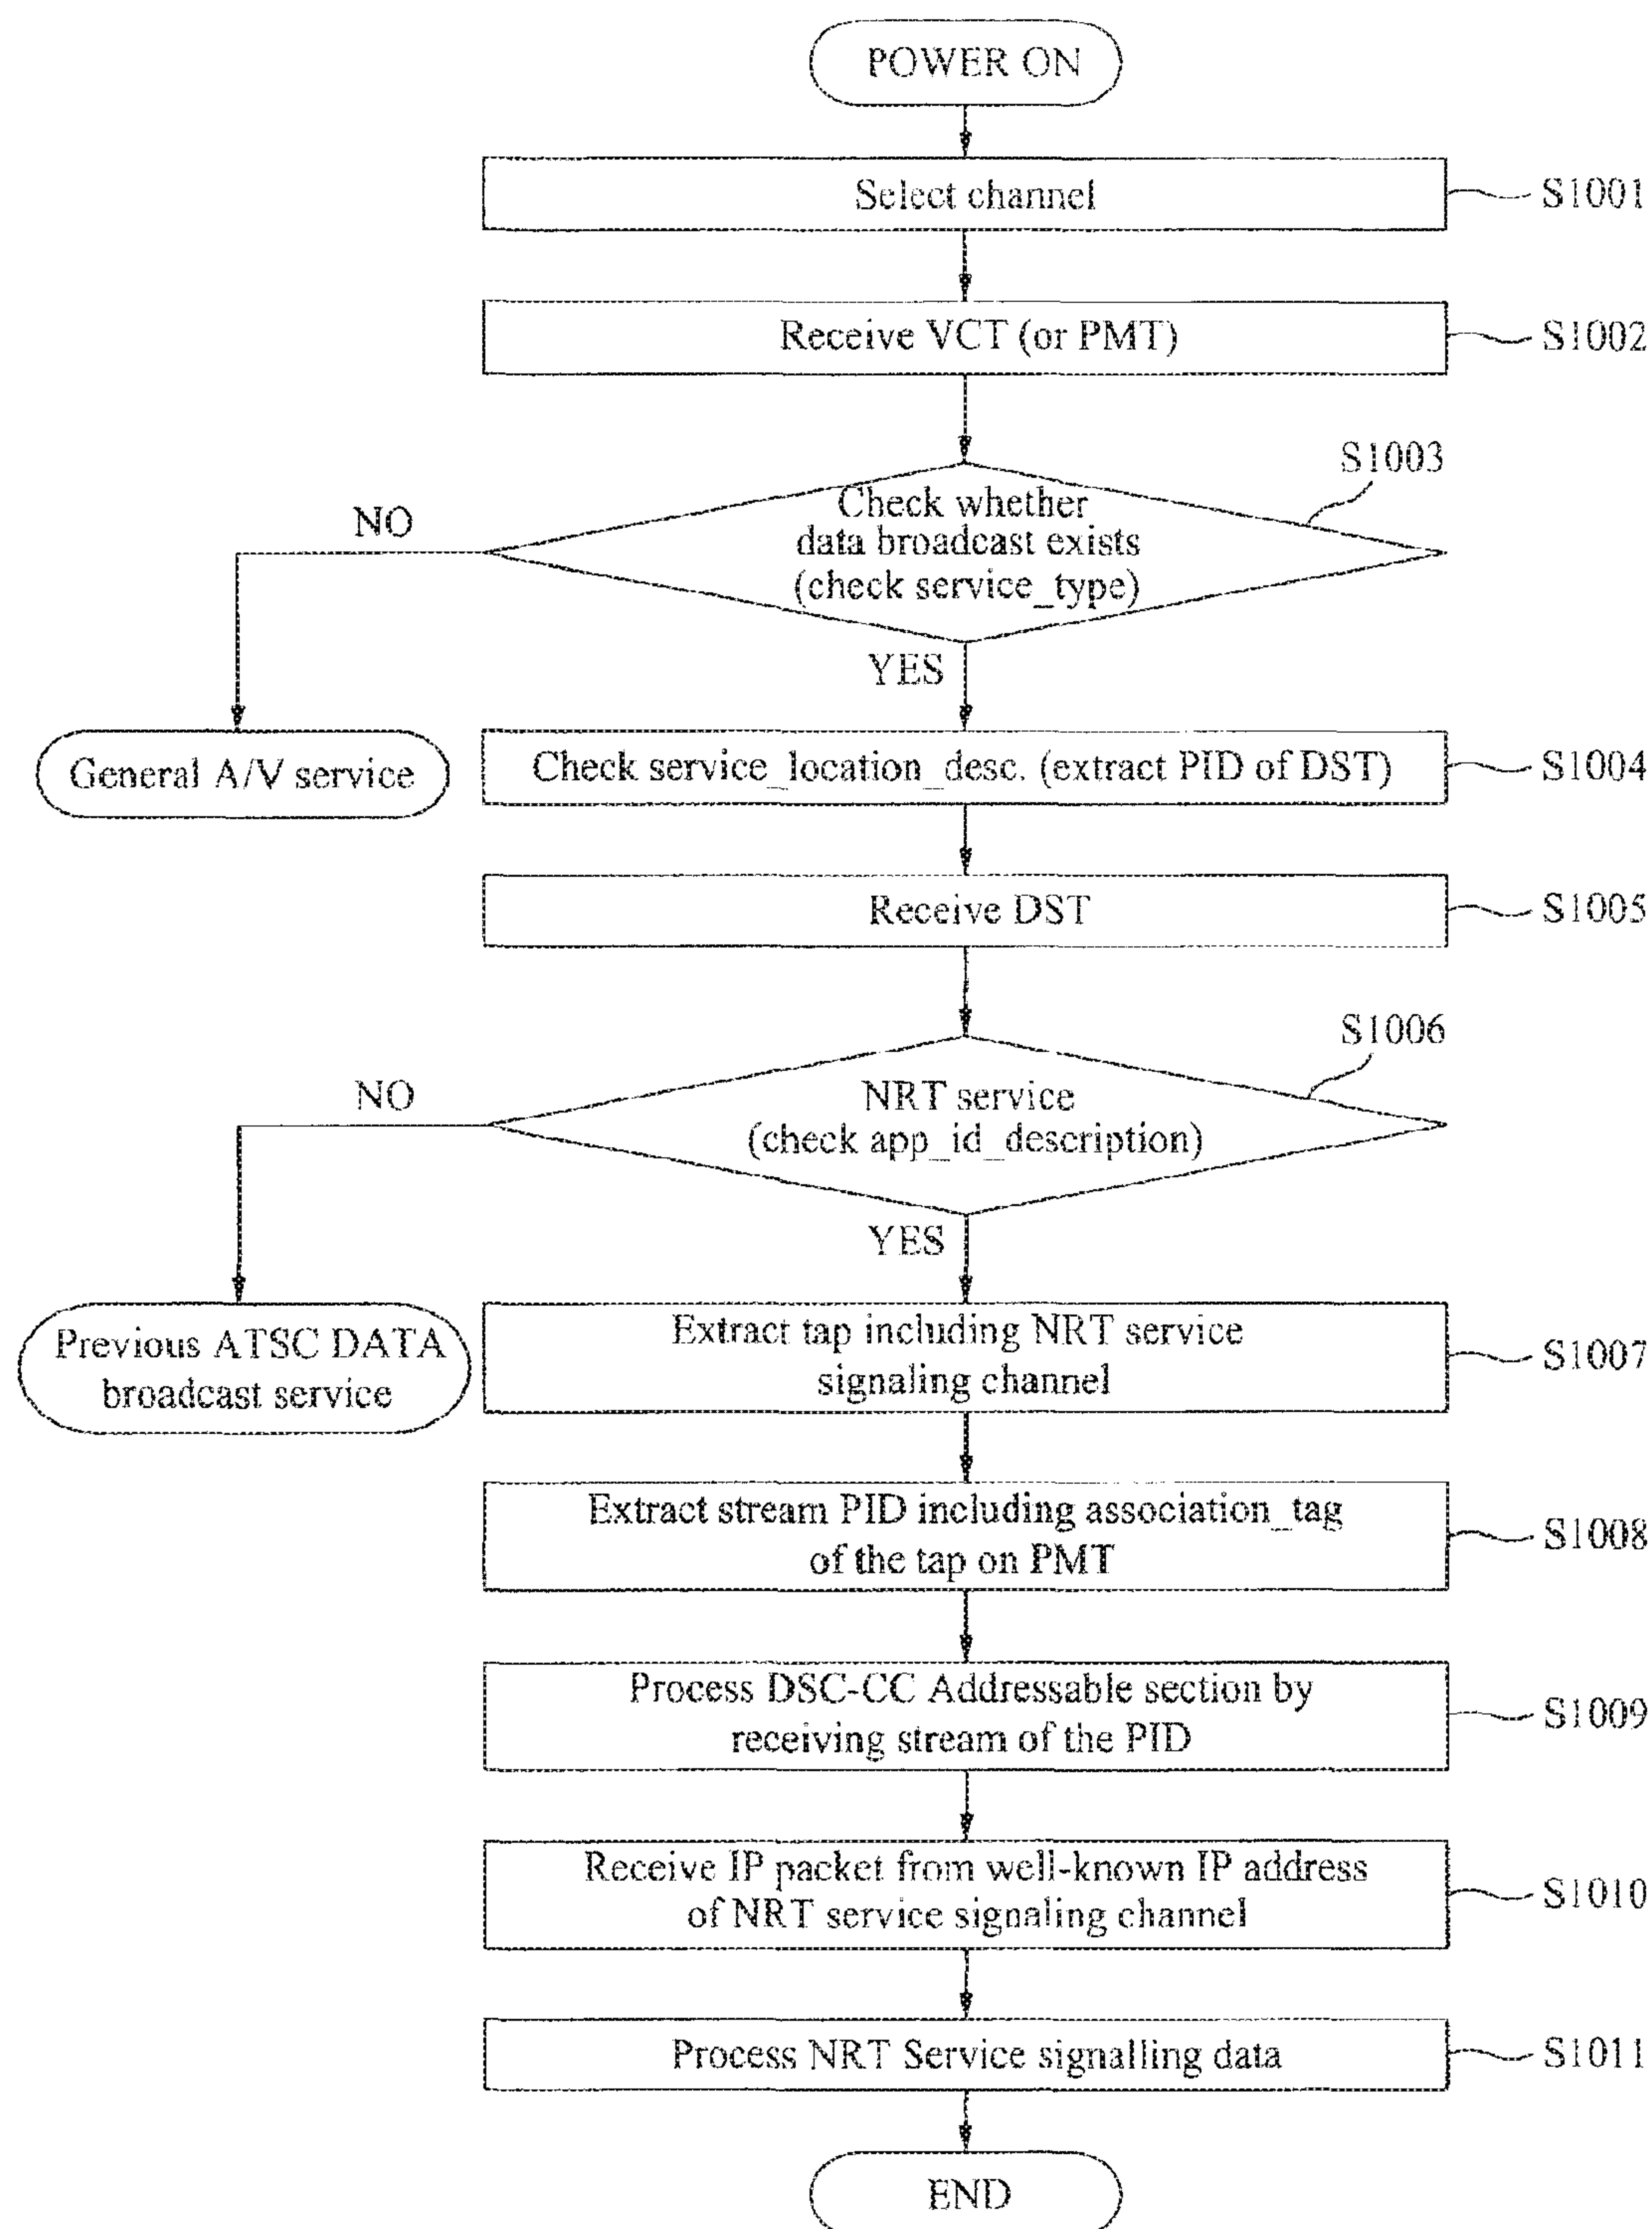 POWER ON
Select channel
S1001
Receive VCT (or PMT)
S1002
S1003
Check whether
data broadcast exists
(check service_type)
NO
YES
General A/V service
Check service_location_desc. (extract PID of DST)
S1004
Receive DST
S1005
S1006
NRT service
(check app_id_description)
NO
YES
Previous ATSC DATA
broadcast service
Extract tap including NRT service
signaling channel
S1007
Extract stream PID including association_tag
of the tap on PMT
S1008
Process DSC-CC Addressable section by
receiving stream of the PID
S1009
Receive IP packet from well-known IP address
of NRT service signaling channel
S1010
Process NRT Service signalling data
S1011
END